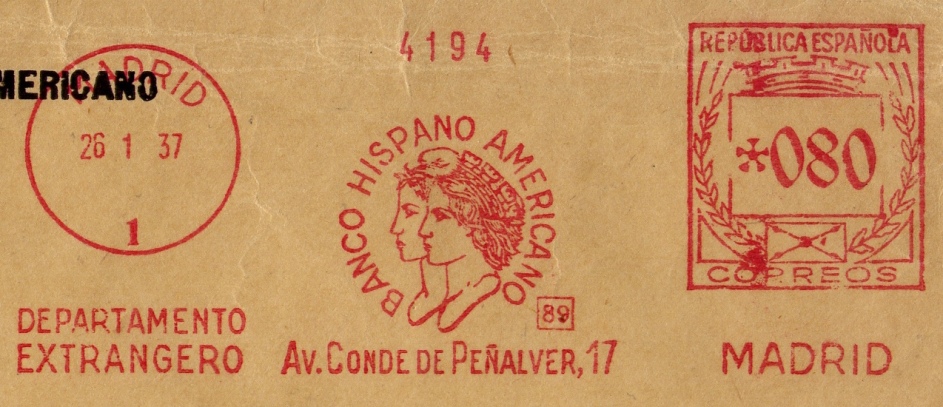 MERICANO
MADRID
26 1 37
1
DEPARTAMENTO
EXTRANGERO
4194
BANCO HISPANO AMERICANO
89
AV. CONDE DE PEÑALVER, 17
REPÚBLICA ESPAÑOLA
*080
CORREOS
MADRID